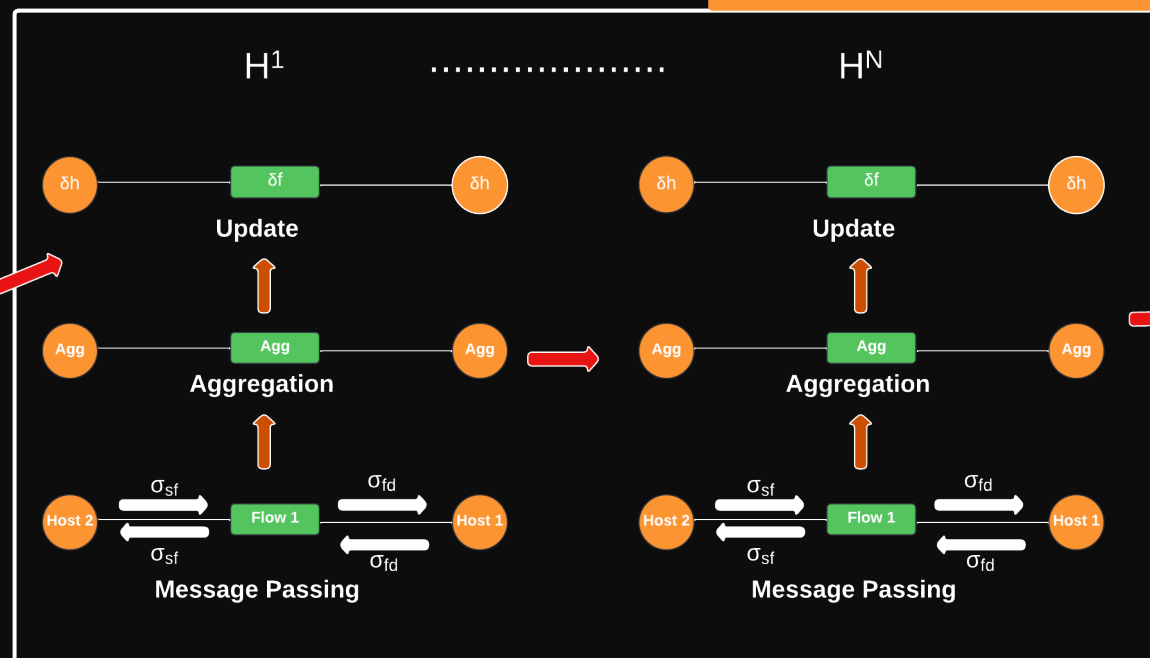 H1 .................... HN
δh δf δh δh δf δh
Update Update
Agg Agg Agg Agg Agg Agg
Aggregation Aggregation
σsf σfd σsf σfd
Host 2 Flow 1 Host 1 Host 2 Flow 1 Host 1
σsf σfd σsf σfd
Message Passing Message Passing